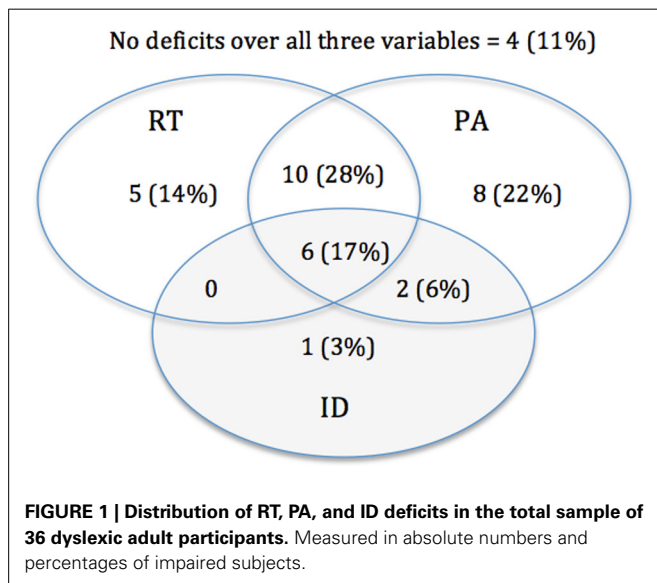 No deficits over all three variables = 4 (11%)
RT
PA
10 (28%)
5 (14%)
8 (22%)
6 (17%)
0
2 (6%)
1 (3%)
ID
FIGURE 1 | Distribution of RT, PA, and ID deficits in the total sample of
36 dyslexic adult participants. Measured in absolute numbers and
percentages of impaired subjects.